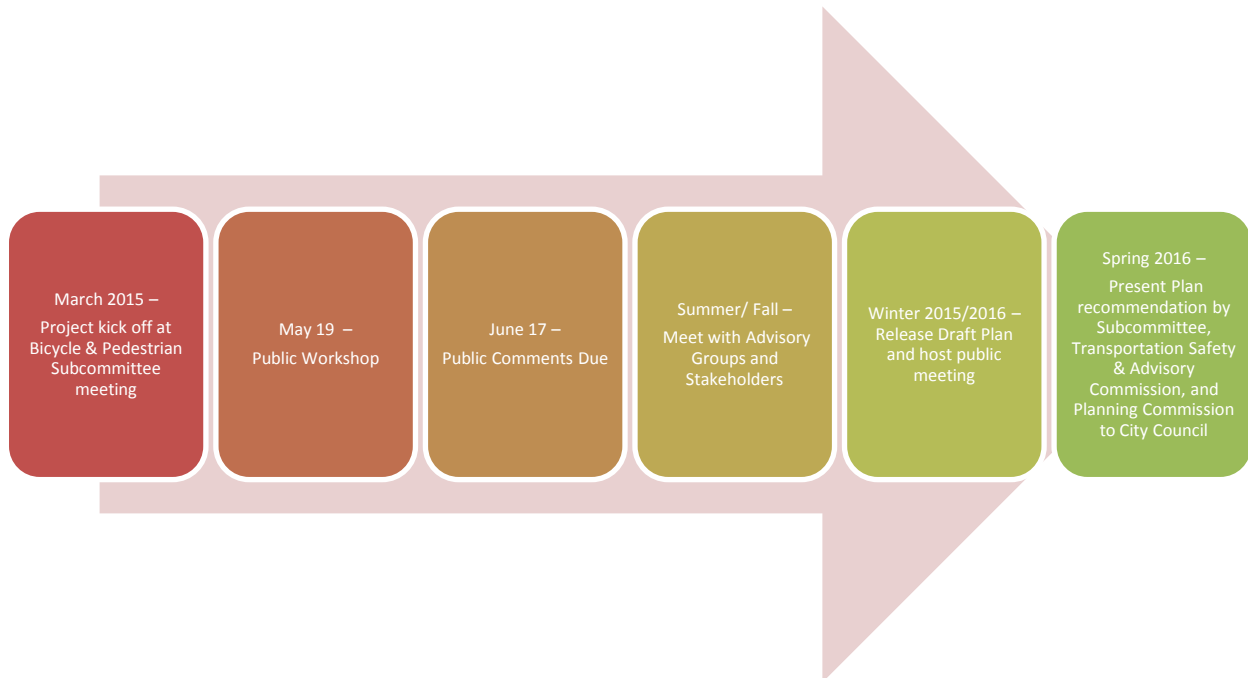 March 2015 –
Project kick off at
Bicycle & Pedestrian
Subcommittee
meeting
May 19  –
Public Workshop
June 17 –
Public Comments Due
Summer/ Fall –
Meet with Advisory
Groups and
Stakeholders
Winter 2015/2016 –
Release Draft Plan
and host public
meeting
Spring 2016 –
Present Plan
recommendation by
Subcommittee,
Transportation Safety
& Advisory
Commission, and
Planning Commission
to City Council